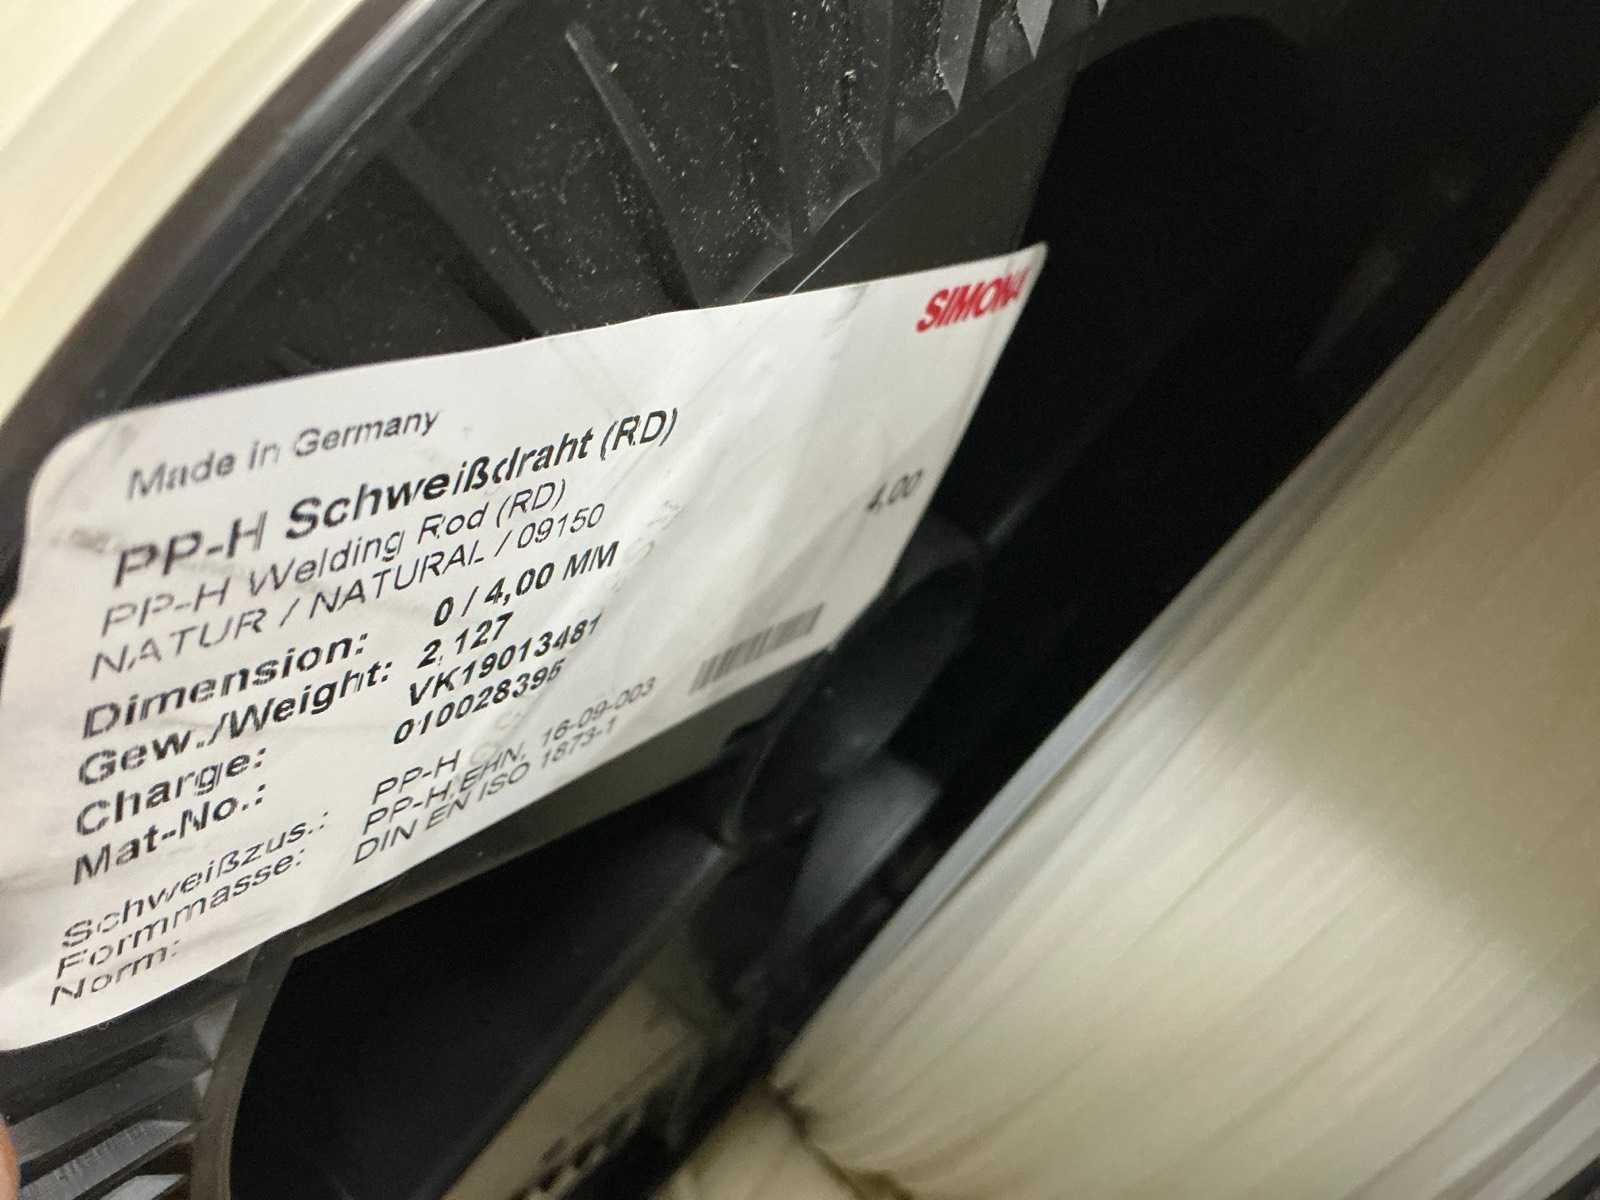 SIMONA
Made in Germany
PP-H Schweißdraht (RD)
PP-H Welding Rod (RD)
NATUR / NATURAL / 09150
Dimension: 0 / 4,00 MM 4,00
Gew./Weight: 2,127
Charge: VK19013481
Mat-No.: 010028395
Schweißzus.: PP-H
Formmasse: PP-H,EHN, 16-09-003
Norm: DIN EN ISO 1873-1